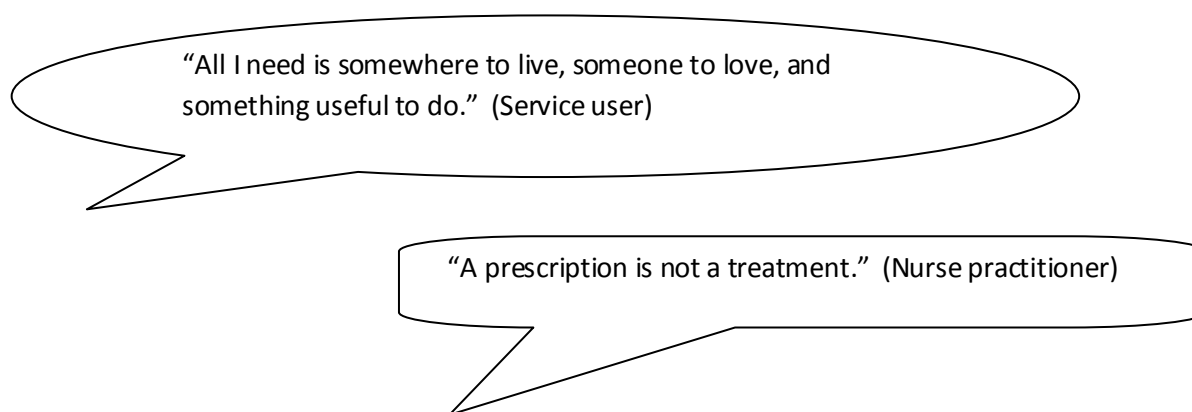 “All I need is somewhere to live, someone to love, and
something useful to do.” (Service user)
“A prescription is not a treatment.” (Nurse practitioner)